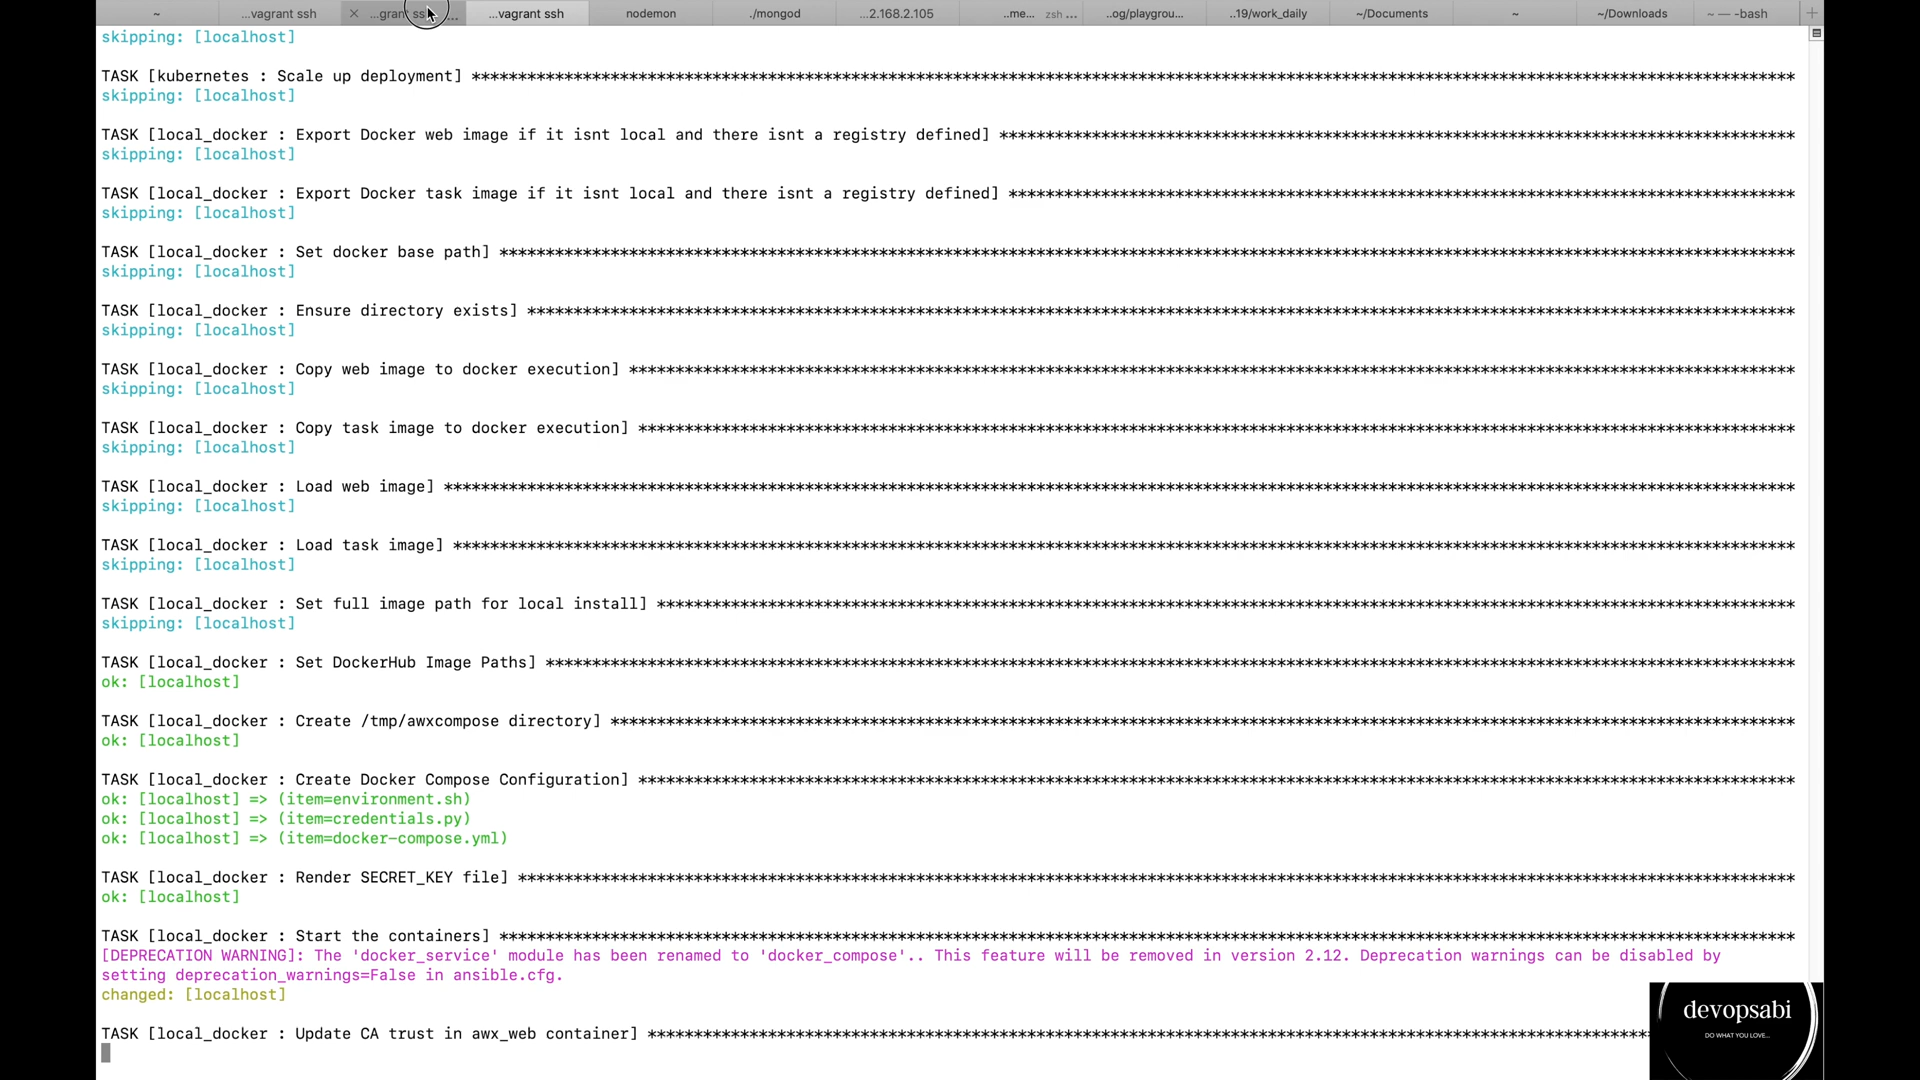 ~
...vagrant ssh
...vagrant ssh
nodemon
./mongod
...2.168.2.105
..me... zsh ...
..og/playgrou...
..19/work_daily
~/Documents
~
~/Downloads
~ — -bash
skipping: [localhost]
TASK [kubernetes : Scale up deployment] ***********************************************************************************************************************************************
skipping: [localhost]
TASK [local_docker : Export Docker web image if it isnt local and there isnt a registry defined] **************************************************************************************
skipping: [localhost]
TASK [local_docker : Export Docker task image if it isnt local and there isnt a registry defined] *************************************************************************************
skipping: [localhost]
TASK [local_docker : Set docker base path] ********************************************************************************************************************************************
skipping: [localhost]
TASK [local_docker : Ensure directory exists] *****************************************************************************************************************************************
skipping: [localhost]
TASK [local_docker : Copy web image to docker execution] ******************************************************************************************************************************
skipping: [localhost]
TASK [local_docker : Copy task image to docker execution] *****************************************************************************************************************************
skipping: [localhost]
TASK [local_docker : Load web image] **************************************************************************************************************************************************
skipping: [localhost]
TASK [local_docker : Load task image] *************************************************************************************************************************************************
skipping: [localhost]
TASK [local_docker : Set full image path for local install] ***************************************************************************************************************************
skipping: [localhost]
TASK [local_docker : Set DockerHub Image Paths] ***************************************************************************************************************************************
ok: [localhost]
TASK [local_docker : Create /tmp/awxcompose directory] ********************************************************************************************************************************
ok: [localhost]
TASK [local_docker : Create Docker Compose Configuration] *****************************************************************************************************************************
ok: [localhost] => (item=environment.sh)
ok: [localhost] => (item=credentials.py)
ok: [localhost] => (item=docker-compose.yml)
TASK [local_docker : Render SECRET_KEY file] ******************************************************************************************************************************************
ok: [localhost]
TASK [local_docker : Start the containers] ********************************************************************************************************************************************
[DEPRECATION WARNING]: The 'docker_service' module has been renamed to 'docker_compose'.. This feature will be removed in version 2.12. Deprecation warnings can be disabled by
setting deprecation_warnings=False in ansible.cfg.
changed: [localhost]
TASK [local_docker : Update CA trust in awx_web container] ************************************************************************************************************
devopsabi
DO WHAT YOU LOVE...